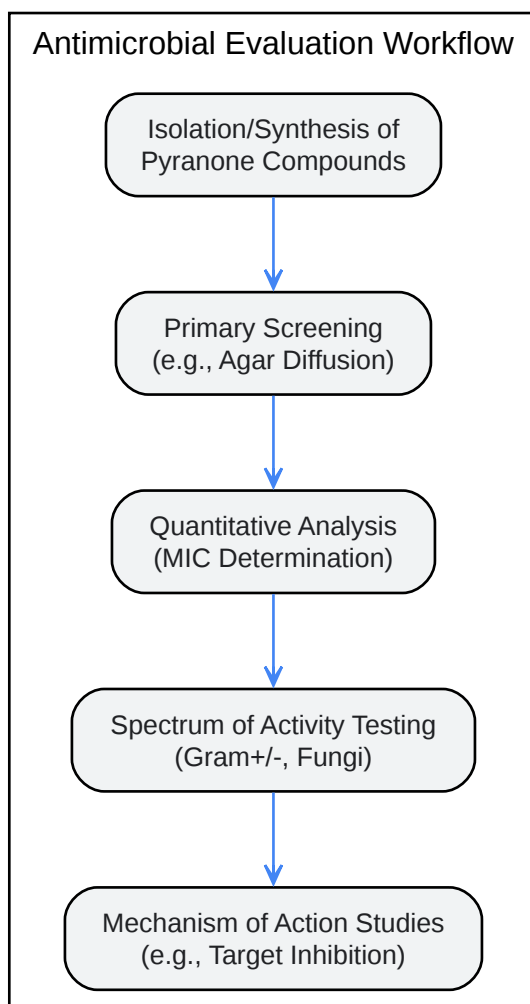 Antimicrobial Evaluation Workflow
Isolation/Synthesis of
Pyranone Compounds
Primary Screening
(e.g., Agar Diffusion)
Quantitative Analysis
(MIC Determination)
Spectrum of Activity Testing
(Gram+/-, Fungi)
Mechanism of Action Studies
(e.g., Target Inhibition)